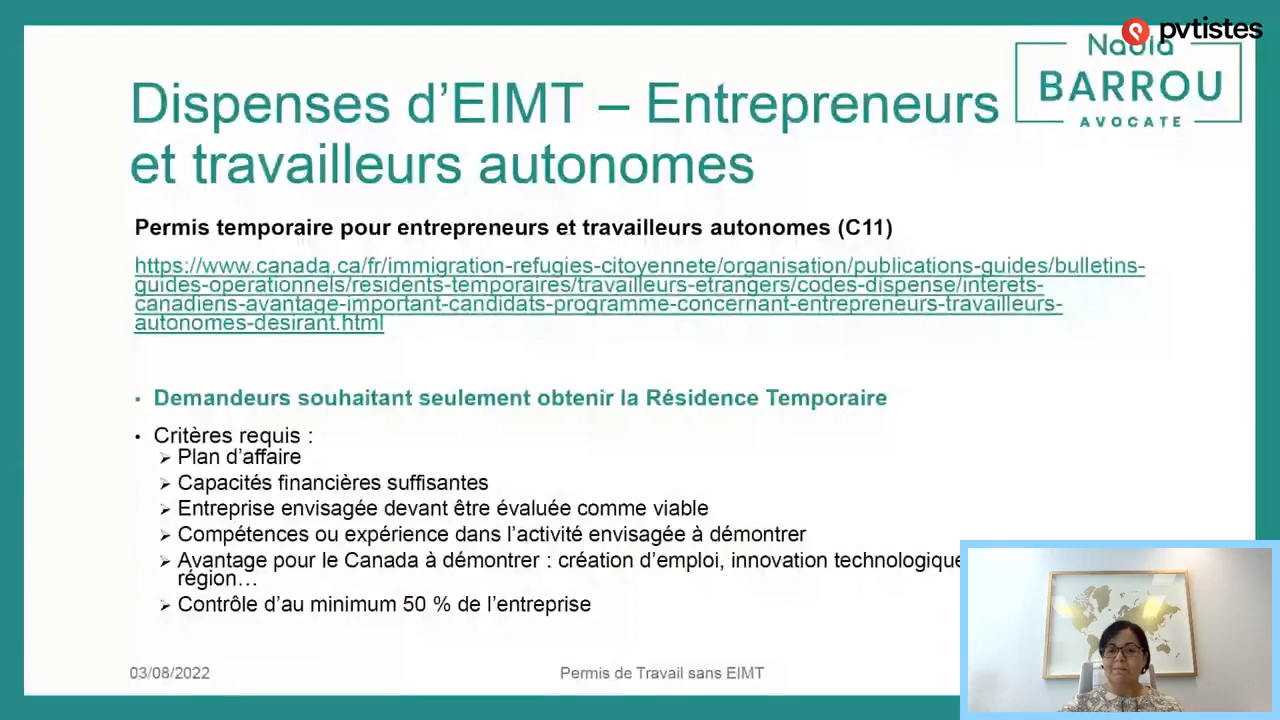 pvtistes
Nadia
BARROU
AVOCATE
Dispenses d’EIMT – Entrepreneurs
et travailleurs autonomes
Permis temporaire pour entrepreneurs et travailleurs autonomes (C11)
https://www.canada.ca/fr/immigration-refugies-citoyennete/organisation/publications-guides/bulletins-
guides-operationnels/residents-temporaires/travailleurs-etrangers/codes-dispense/interets-
canadiens-avantage-important-candidats-programme-concernant-entrepreneurs-travailleurs-
autonomes-desirant.html
• Demandeurs souhaitant seulement obtenir la Résidence Temporaire
• Critères requis :
➢ Plan d’affaire
➢ Capacités financières suffisantes
➢ Entreprise envisagée devant être évaluée comme viable
➢ Compétences ou expérience dans l’activité envisagée à démontrer
➢ Avantage pour le Canada à démontrer : création d’emploi, innovation technologique
région…
➢ Contrôle d’au minimum 50 % de l’entreprise
03/08/2022
Permis de Travail sans EIMT